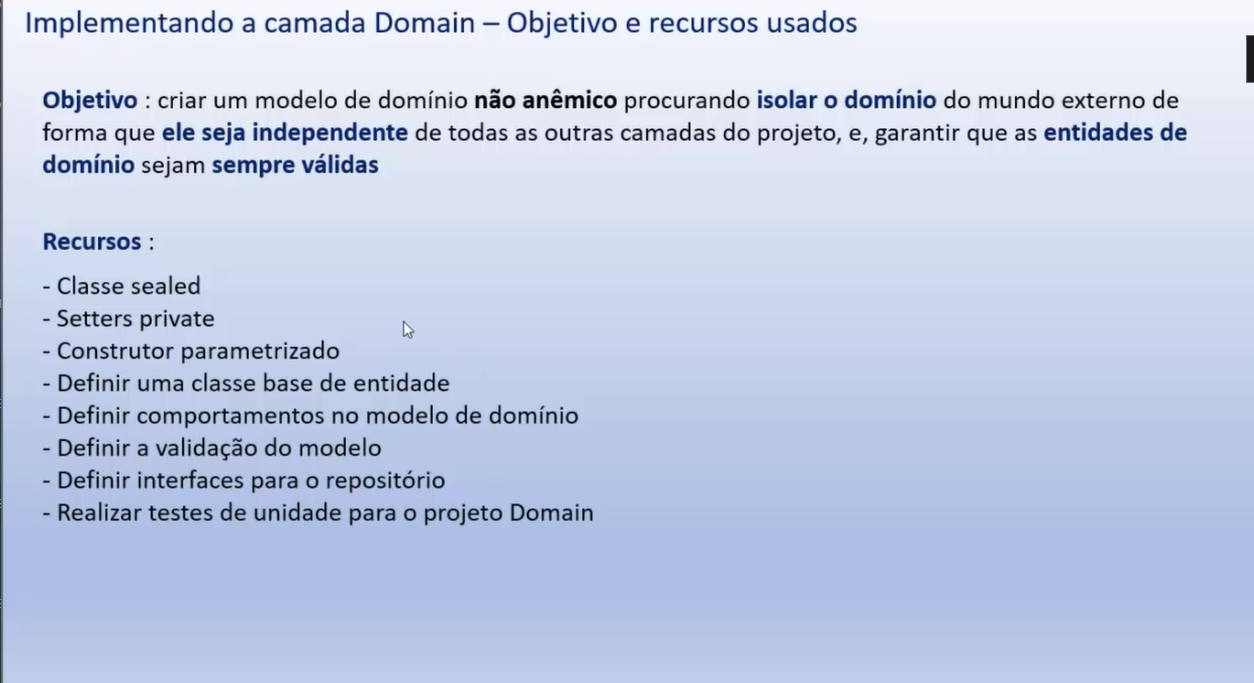 Implementando a camada Domain – Objetivo e recursos usados
Objetivo : criar um modelo de domínio não anêmico procurando isolar o domínio do mundo externo de
forma que ele seja independente de todas as outras camadas do projeto, e, garantir que as entidades de
domínio sejam sempre válidas
Recursos :
- Classe sealed
- Setters private
- Construtor parametrizado
- Definir uma classe base de entidade
- Definir comportamentos no modelo de domínio
- Definir a validação do modelo
- Definir interfaces para o repositório
- Realizar testes de unidade para o projeto Domain